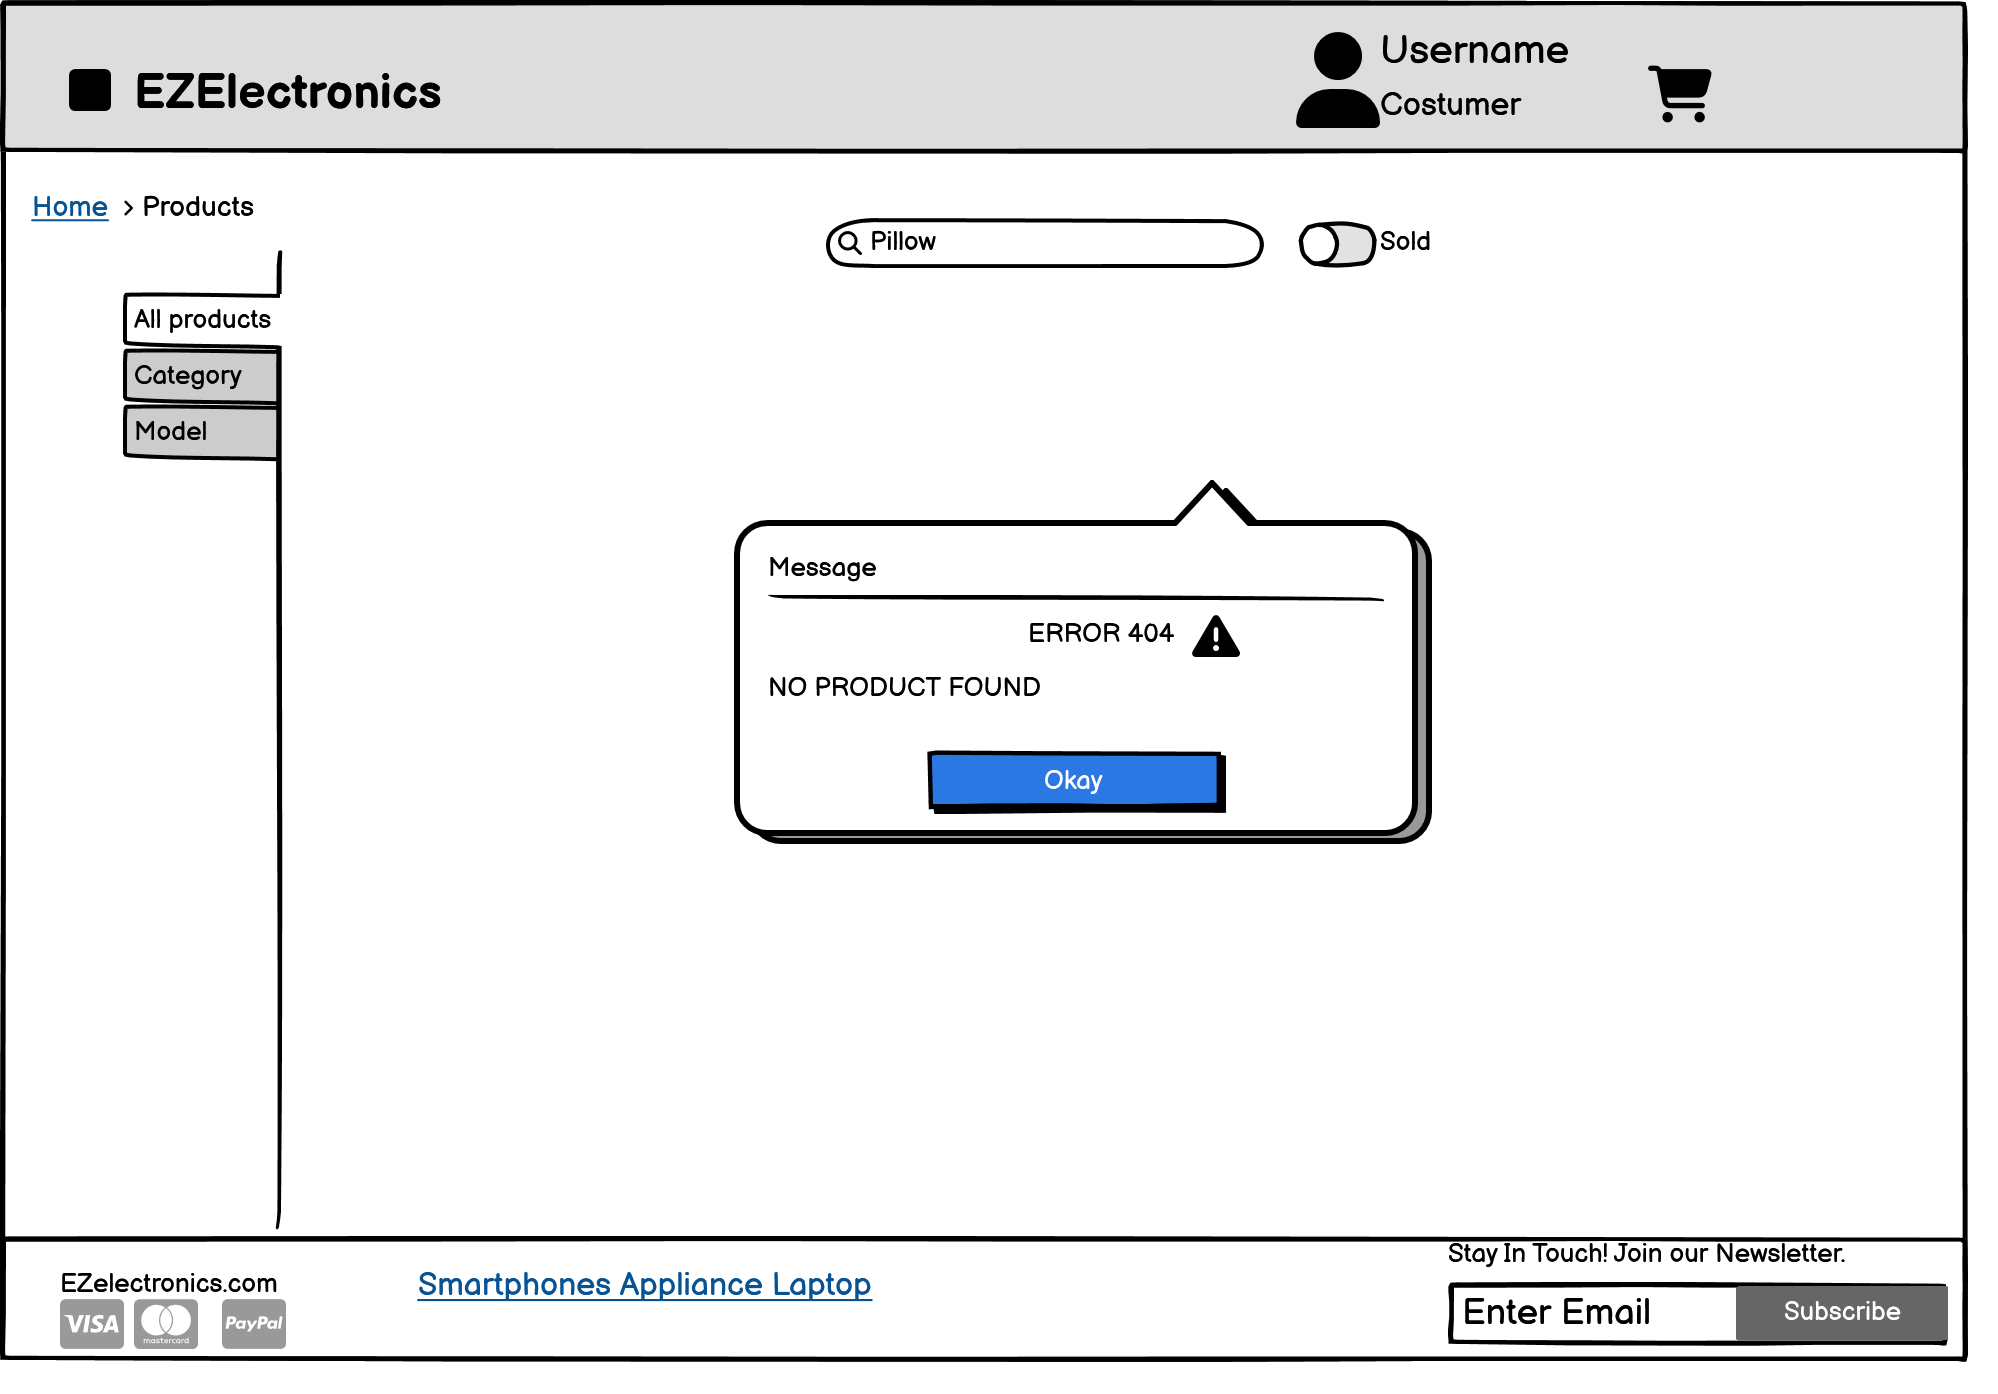 EZElectronics
Username
Costumer
Home > Products
Pillow
Sold
All products
Category
Model
Message
ERROR 404
NO PRODUCT FOUND
Okay
Stay In Touch! Join our Newsletter.
EZelectronics.com
Smartphones Appliance Laptop
Enter Email
Subscribe
VISA
mastercard
PayPal